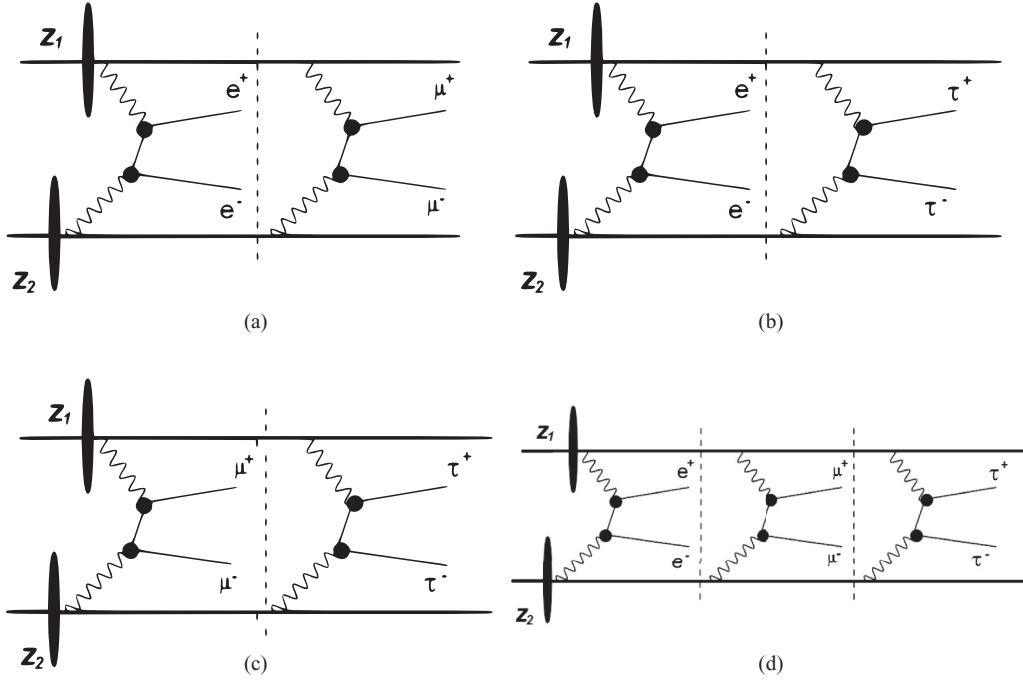 Z₁
e⁺
μ⁺
e⁻
μ⁻
Z₂
(a)
Z₁
e⁺
τ⁺
e⁻
τ⁻
Z₂
(b)
Z₁
μ⁺
τ⁺
μ⁻
τ⁻
Z₂
(c)
Z₁
e⁺
μ⁺
τ⁺
e⁻
μ⁻
τ⁻
Z₂
(d)